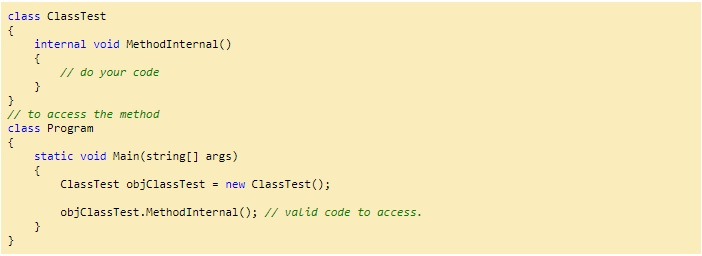 class ClassTest
{
    internal void MethodInternal()
    {
        // do your code
    }
}
// to access the method
class Program
{
    static void Main(string[] args)
    {
        ClassTest objClassTest = new ClassTest();
        objClassTest.MethodInternal(); // valid code to access.
    }
}